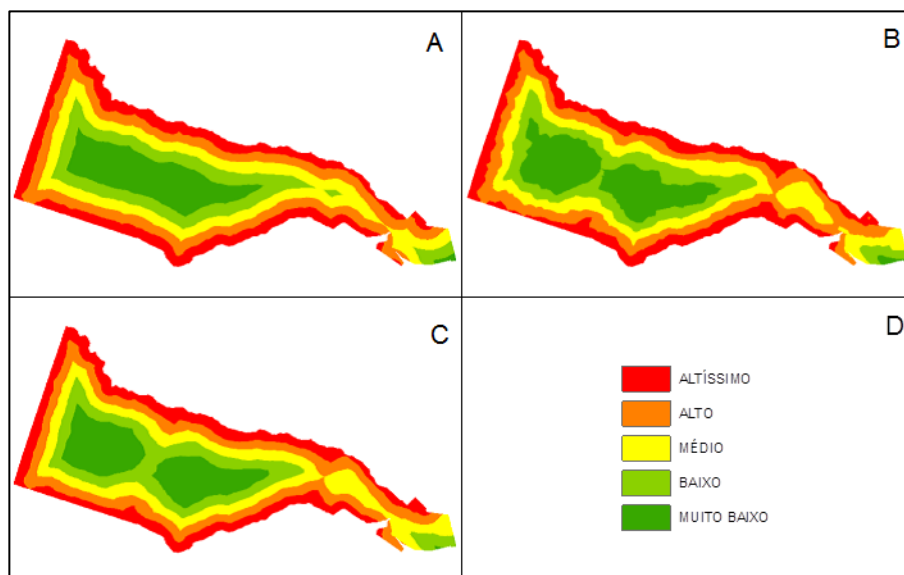 A
B
C
D
ALTÍSSIMO
ALTO
MÉDIO
BAIXO
MUITO BAIXO